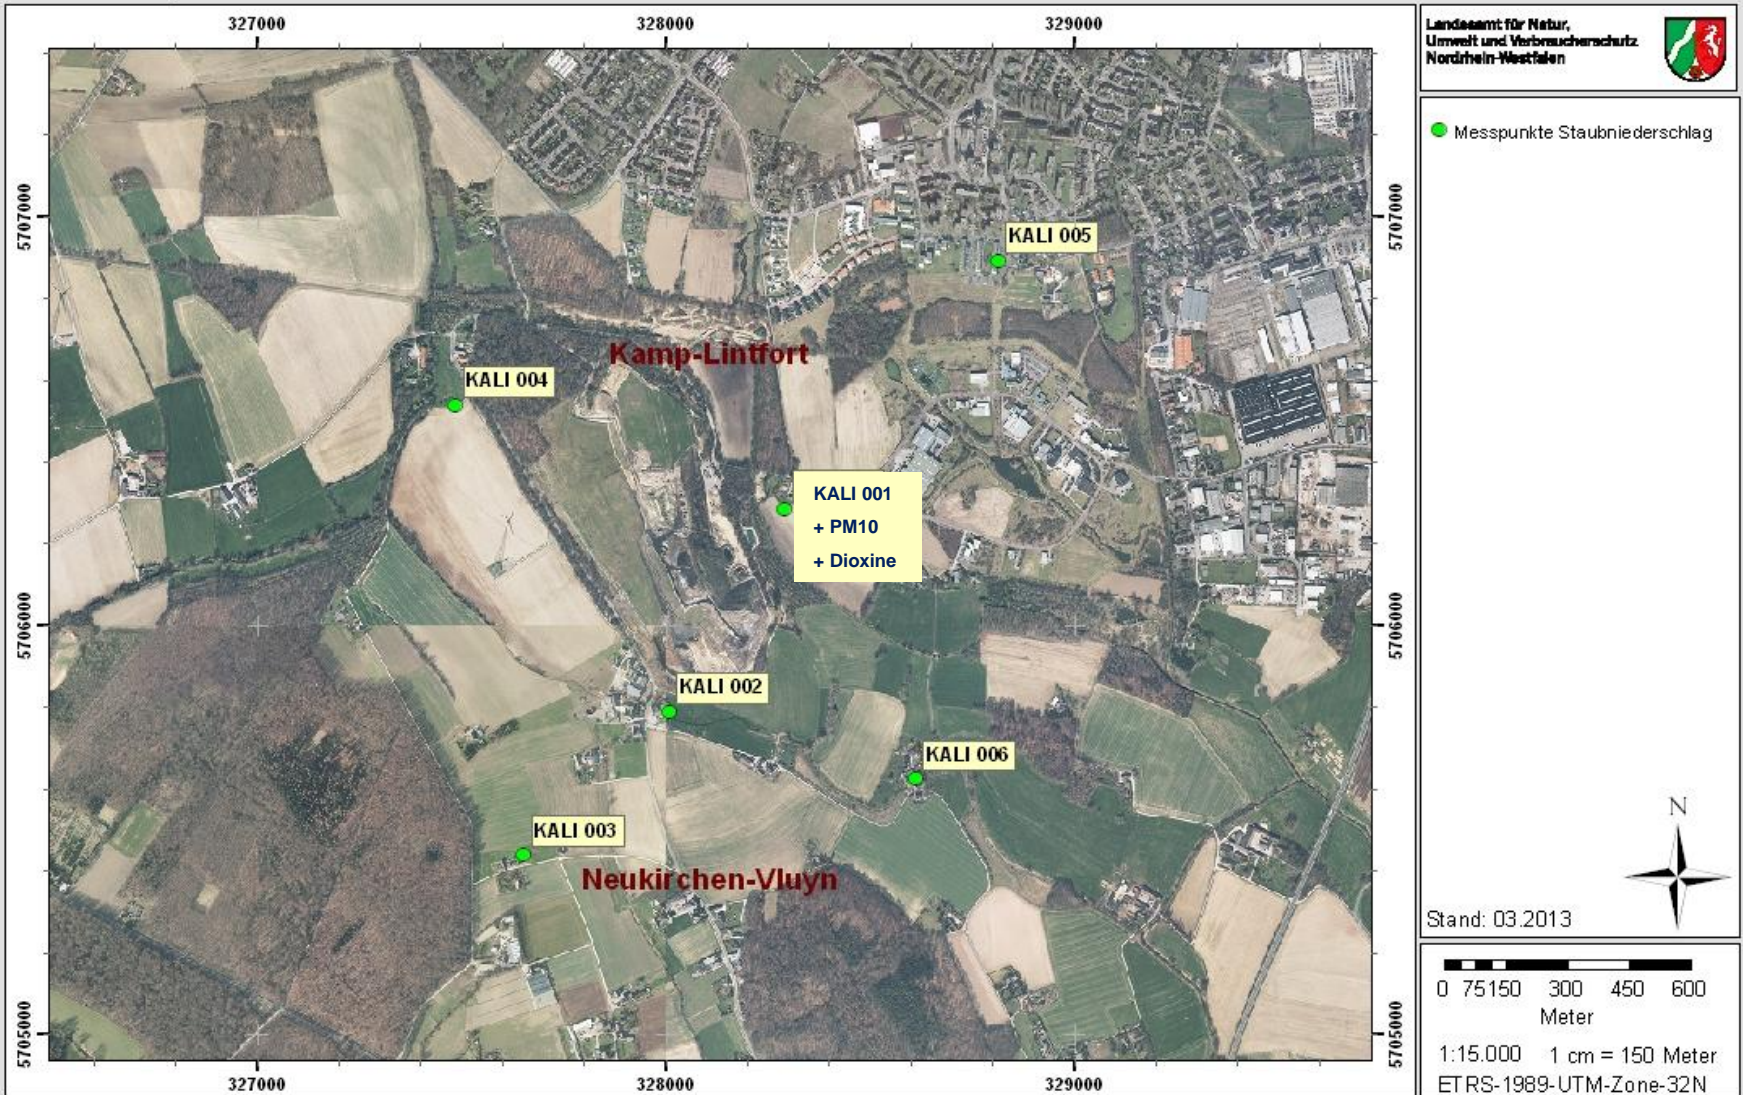 327000
328000
329000
Landesamt für Natur,
Umwelt und Verbraucherschutz
Nordrhein-Westfalen
Messpunkte Staubniederschlag
5707000
5707000
KALI 005
Kamp-Lintfort
KALI 004
KALI 001
+ PM10
+ Dioxine
5706000
5706000
KALI 002
KALI 006
KALI 003
Neukirchen-Vluyn
N
Stand: 03.2013
5705000
5705000
0 75 150 300 450 600
Meter
1:15.000 1 cm = 150 Meter
ETRS-1989-UTM-Zone-32N
327000
328000
329000